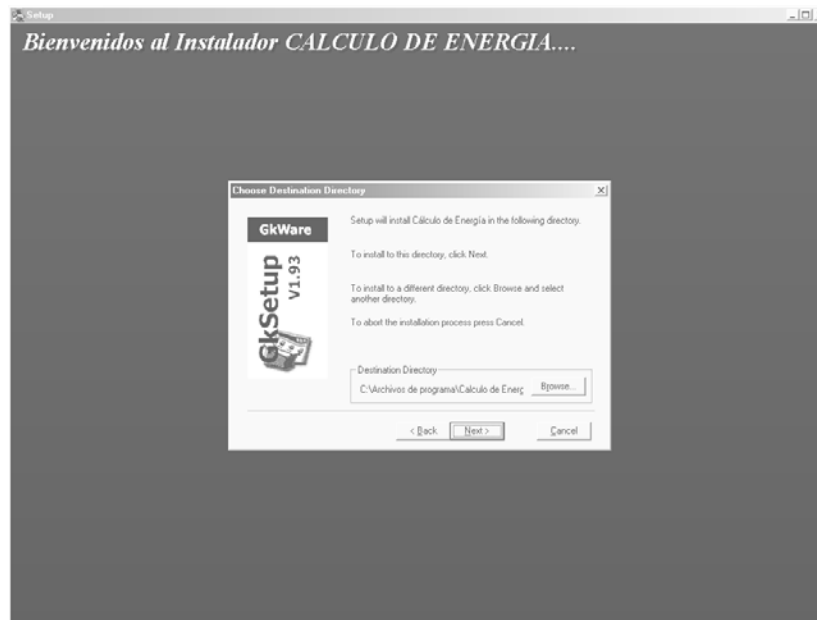 Setup
Bienvenidos al Instalador CALCULO DE ENERGIA....
Choose Destination Directory
GkWare
GkSetup
V1.93
Setup will install Cálculo de Energía in the following directory.
To install to this directory, click Next.
To install to a different directory, click Browse and select
another directory.
To abort the installation process press Cancel.
Destination Directory
C:\Archivos de programa\Calculo de Energ
Browse...
< Back
Next >
Cancel